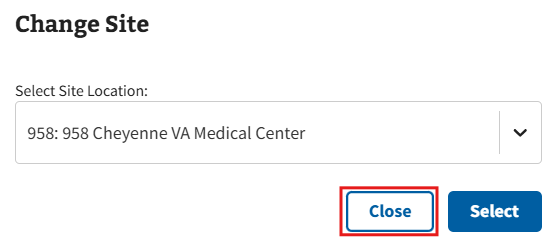 Change Site
Select Site Location:
958: 958 Cheyenne VA Medical Center
Close Select